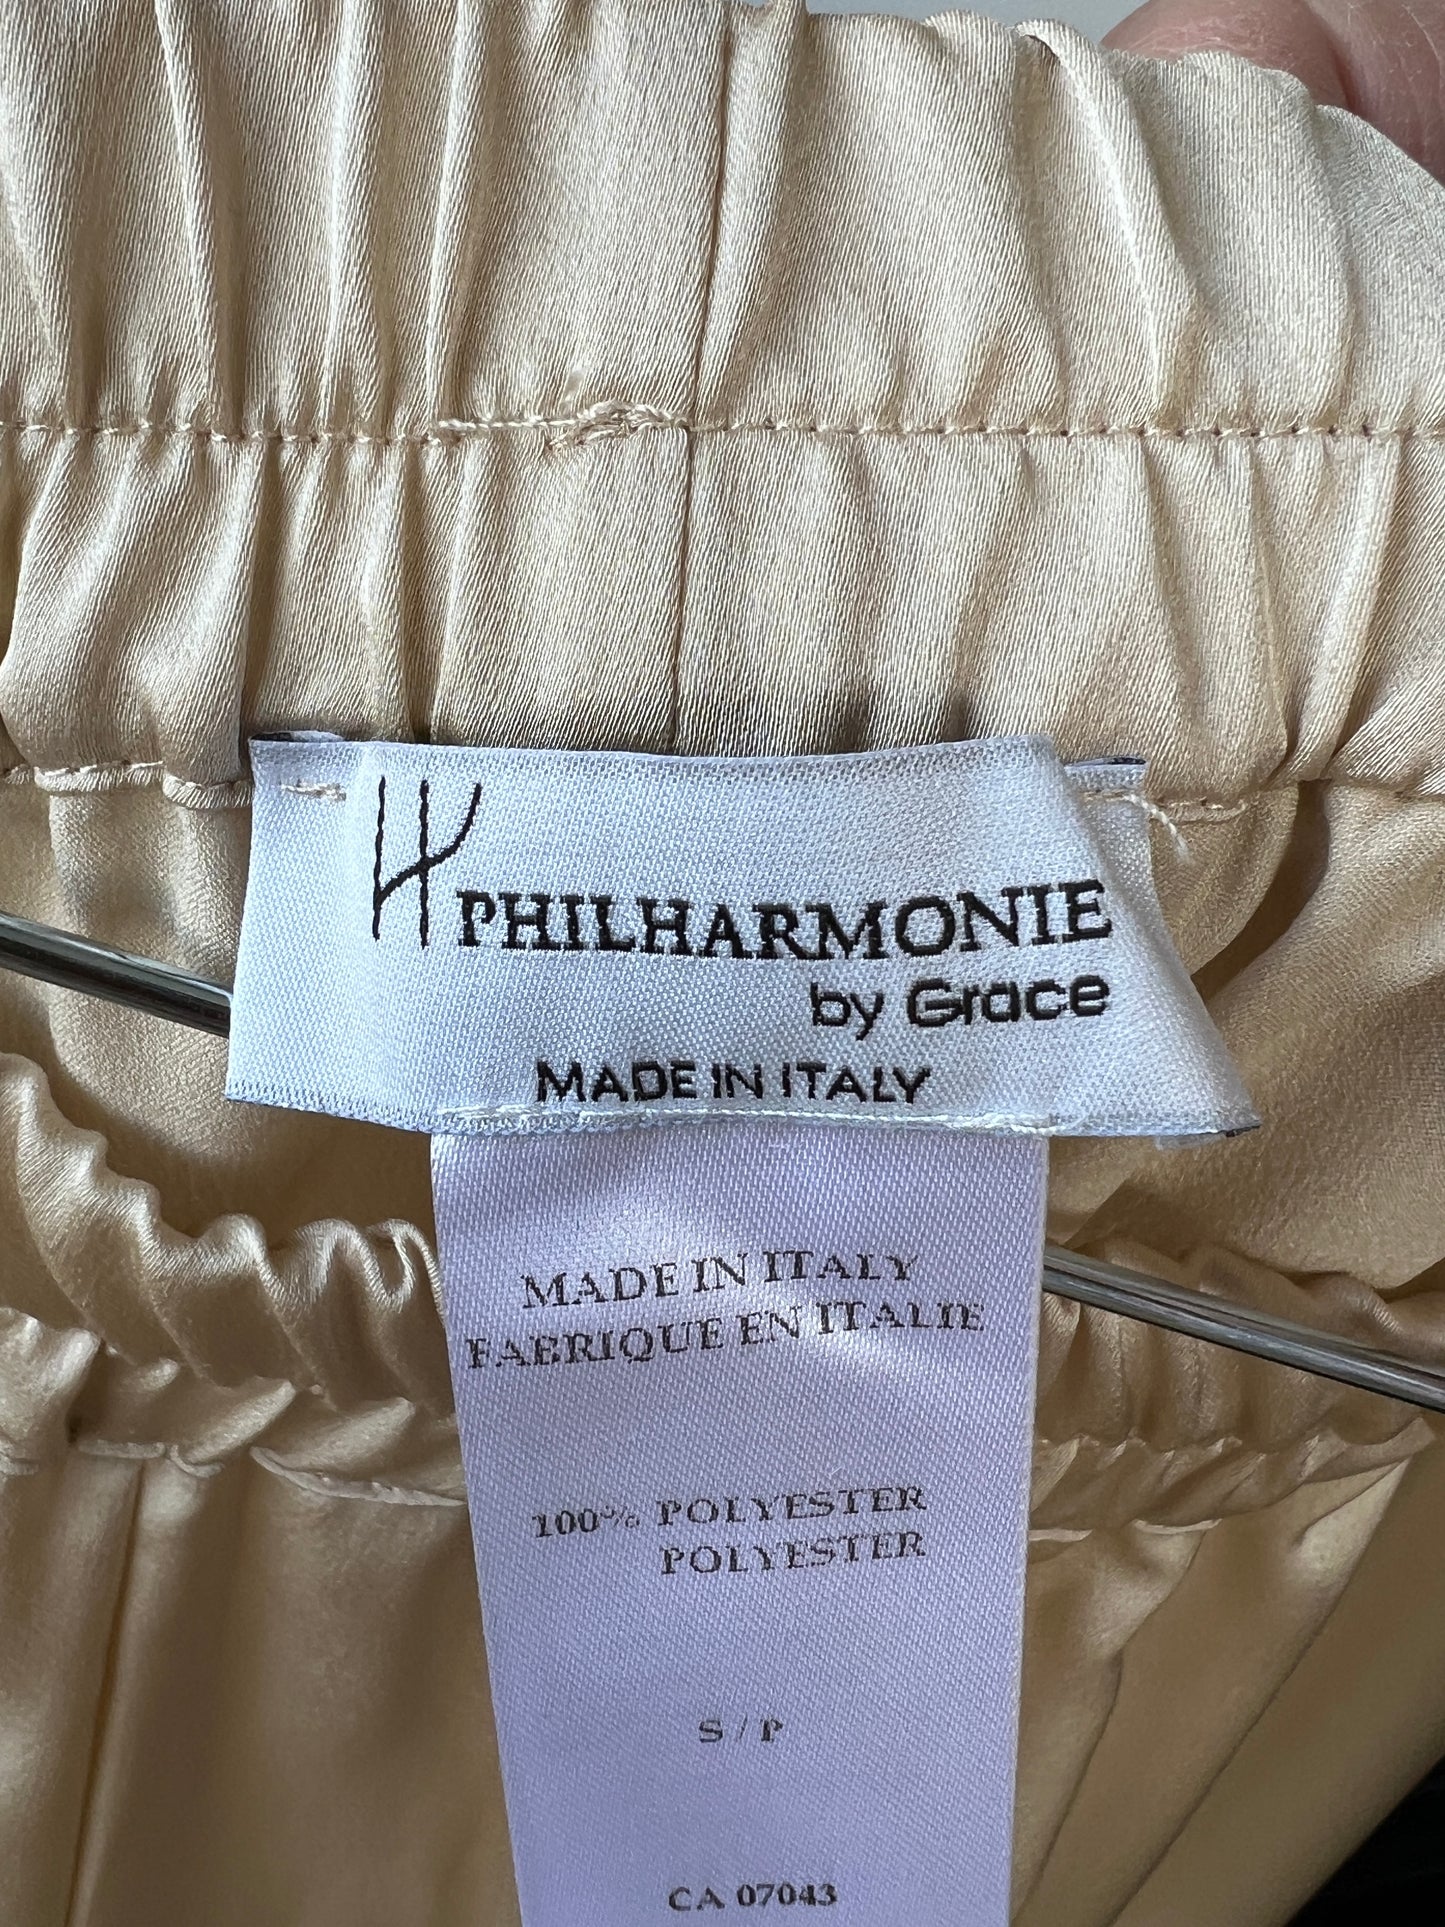 PHILHARMONIE
by Grace
MADE IN ITALY
MADE IN ITALY
FABRIQUE EN ITALIE
100% POLYESTER
POLYESTER
S / P
CA 07043